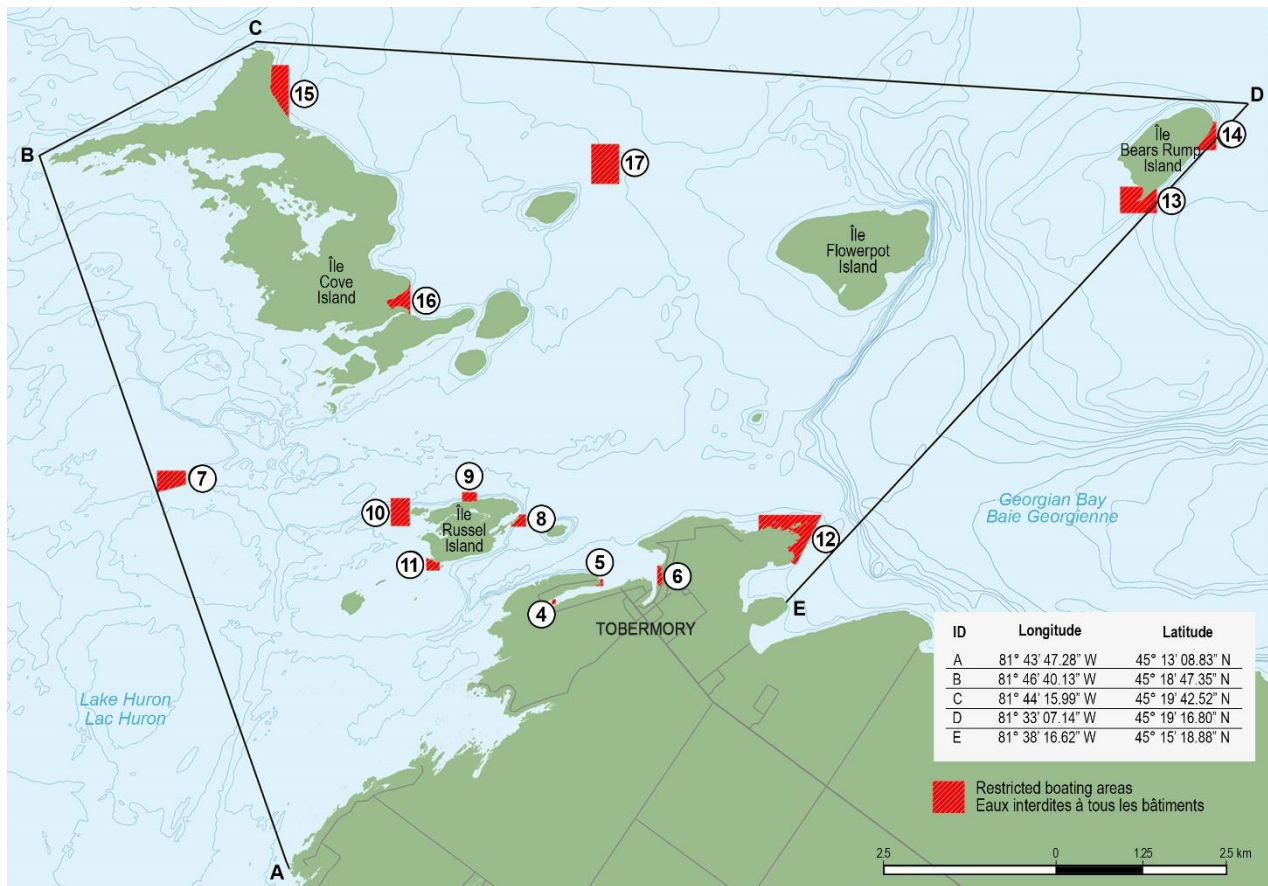 C
D
B
15
14
17
Île
Bears Rump
Island
13
Île
Flowerpot
Island
Île
Cove
Island
16
7
9
10
8
Île
Russel
Island
Georgian Bay
Baie Georgienne
12
11
5
6
4
E
TOBERMORY
ID Longitude Latitude
A 81° 43' 47.28" W 45° 13' 08.83" N
B 81° 46' 40.13" W 45° 18' 47.35" N
C 81° 44' 15.99" W 45° 19' 42.52" N
D 81° 33' 07.14" W 45° 19' 16.80" N
E 81° 38' 16.62" W 45° 15' 18.88" N
Lake Huron
Lac Huron
Restricted boating areas
Eaux interdites à tous les bâtiments
A
2.5 0 1.25 2.5 km